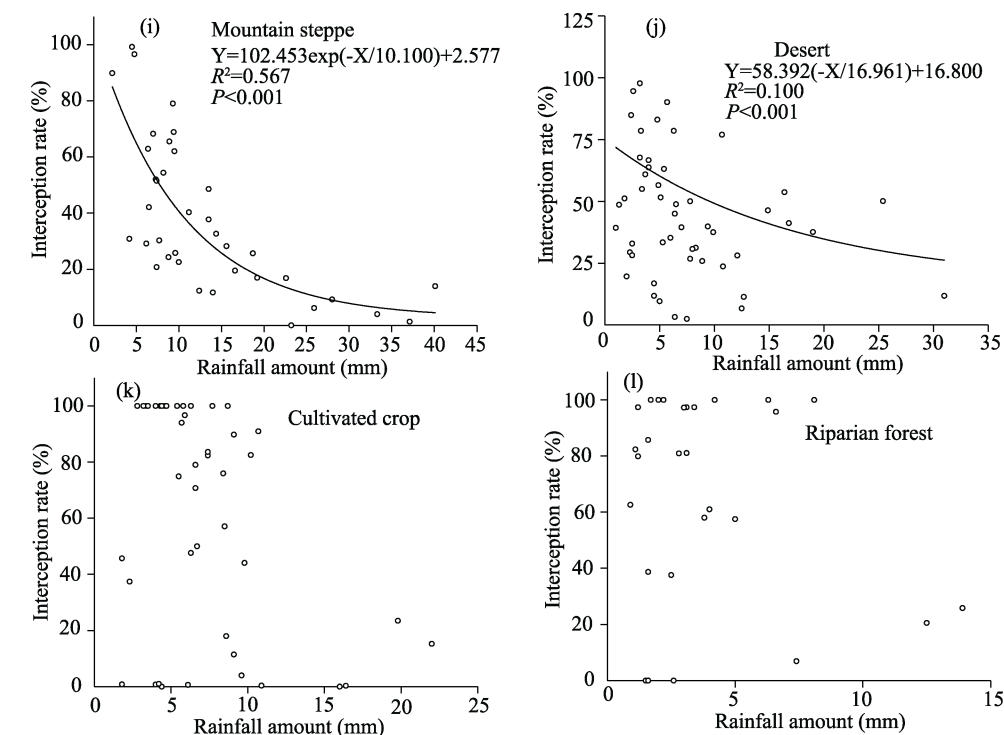 (i)
Mountain steppe
Y=102.453exp(-X/10.100)+2.577
R²=0.567
P<0.001
Interception rate (%)
100
80
60
40
20
0
0 5 10 15 20 25 30 35 40 45
Rainfall amount (mm)
(j)
Desert
Y=58.392(-X/16.961)+16.800
R²=0.100
P<0.001
Interception rate (%)
125
100
75
50
25
0
0 5 10 15 20 25 30 35
Rainfall amount (mm)
(k)
Cultivated crop
Interception rate (%)
100
80
60
40
20
0
0 5 10 15 20 25
Rainfall amount (mm)
(l)
Riparian forest
Interception rate (%)
100
80
60
40
20
0
0 5 10 15
Rainfall amount (mm)